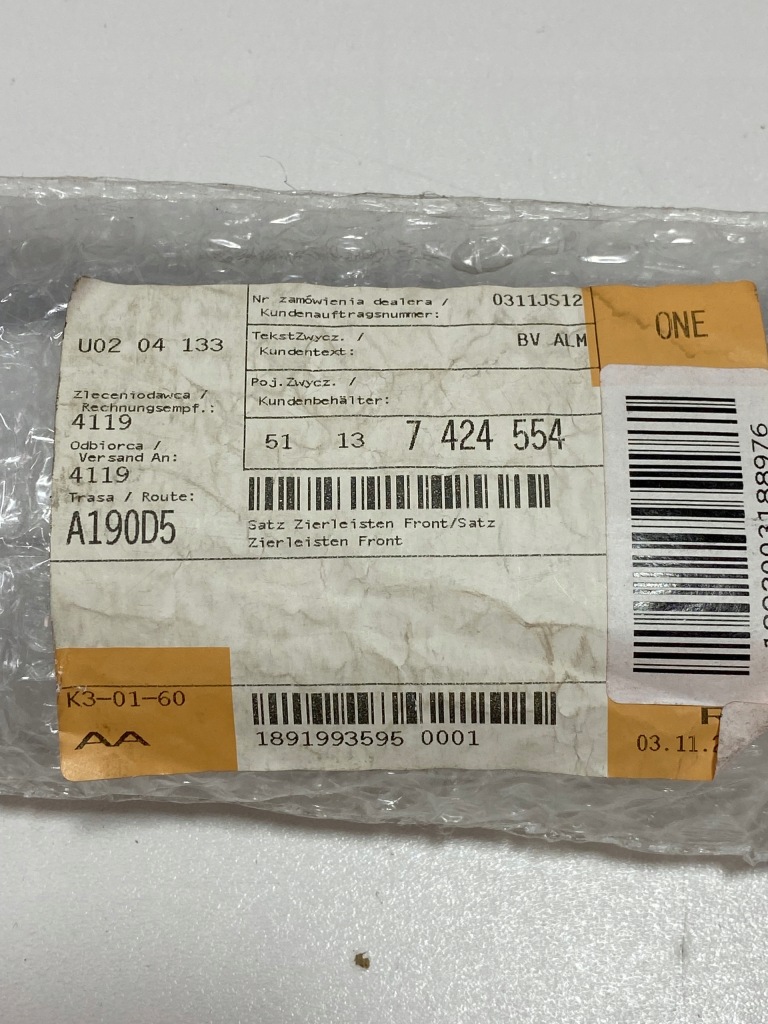 U02 04 133
Zleceniodawca /
Rechnungsempf.:
4119
Odbiorca /
Versand An:
4119
Trasa / Route:
A190D5
Nr zamówienia dealera /
Kundenauftragsnummer:
0311JS12
TekstZwycz. /
Kundentext:
BV ALM
Poj.Zwycz. /
Kundenbehälter:
51 13 7 424 554
Satz Zierleisten Front/Satz
Zierleisten Front
ONE
K3-01-60
AA
1891993595 0001
03.11.